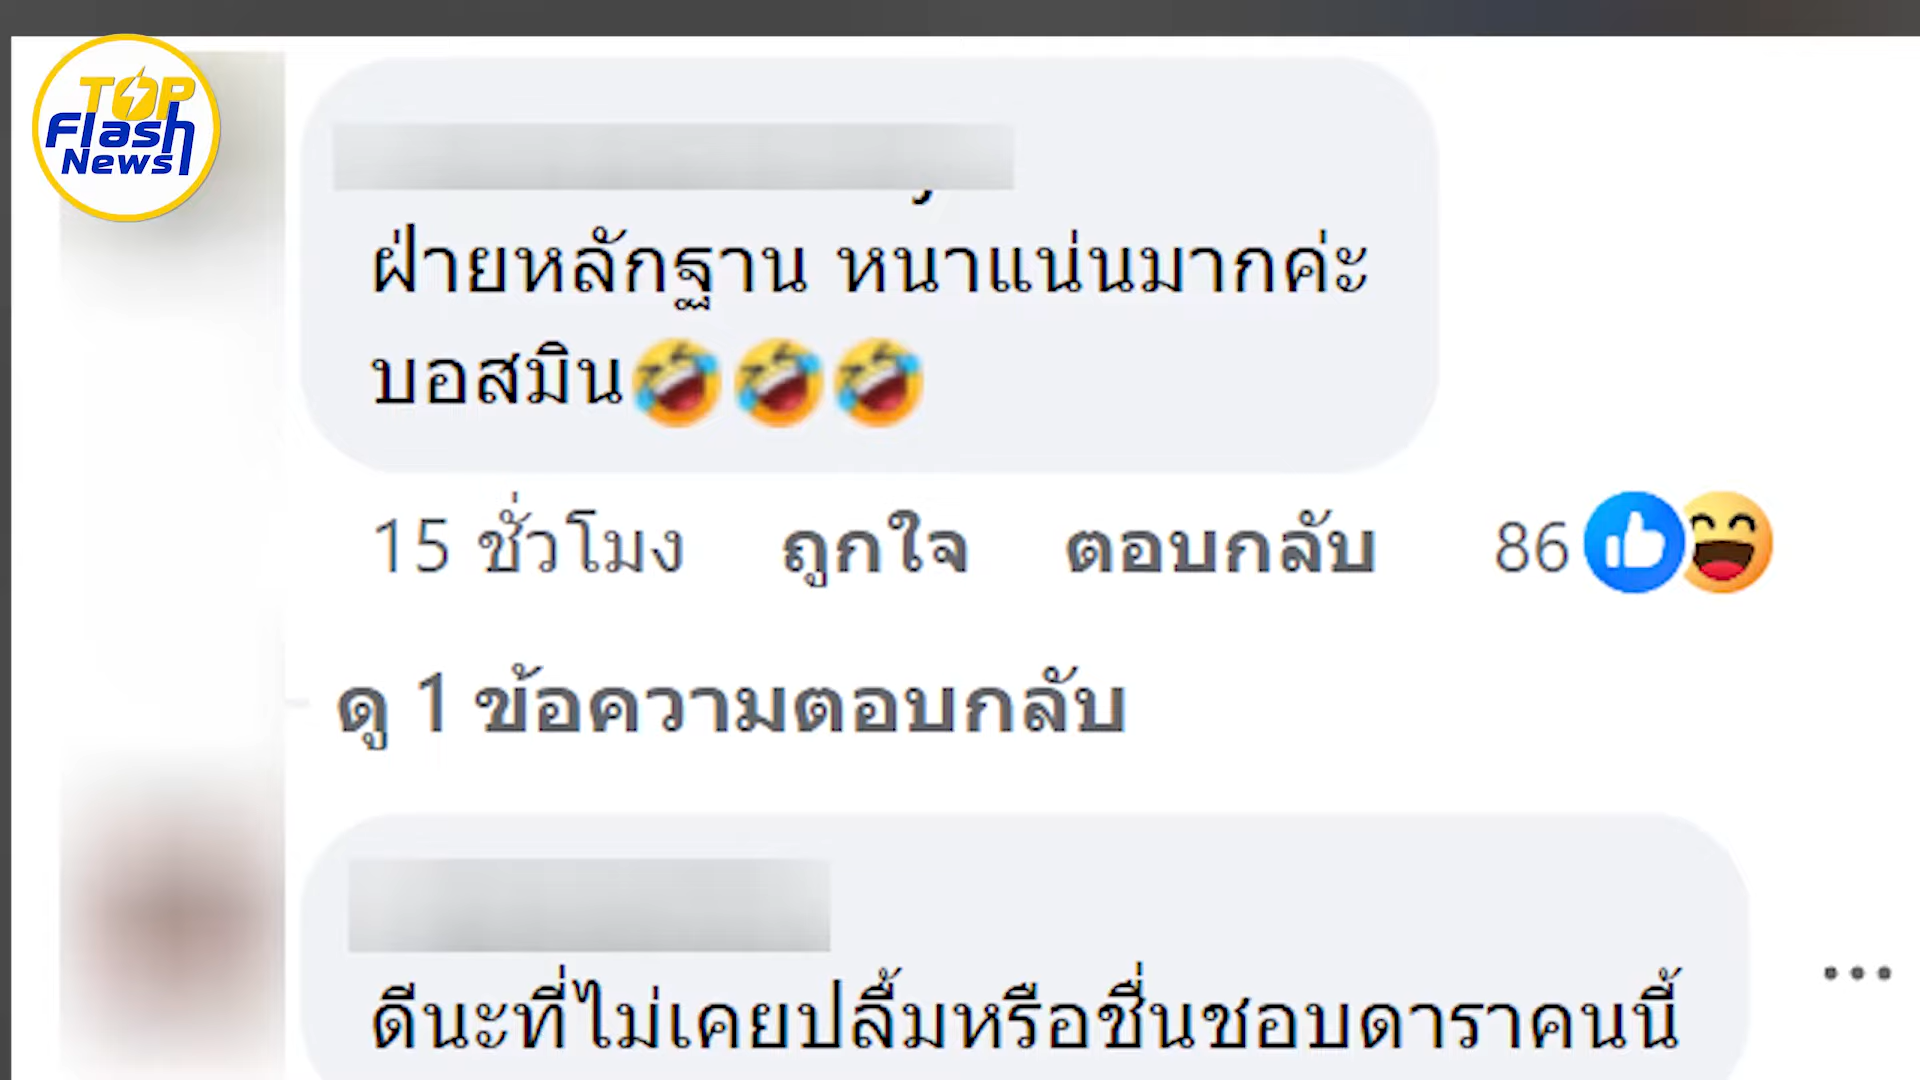 TOP
Flash
News
ฝ่ายหลักฐาน หนาแน่นมากค่ะ
บอสมิน🤣🤣🤣
15 ชั่วโมง ถูกใจ ตอบกลับ 86
ดู 1 ข้อความตอบกลับ
ดีนะที่ไม่เคยปลื้มหรือชื่นชอบดาราคนนี้